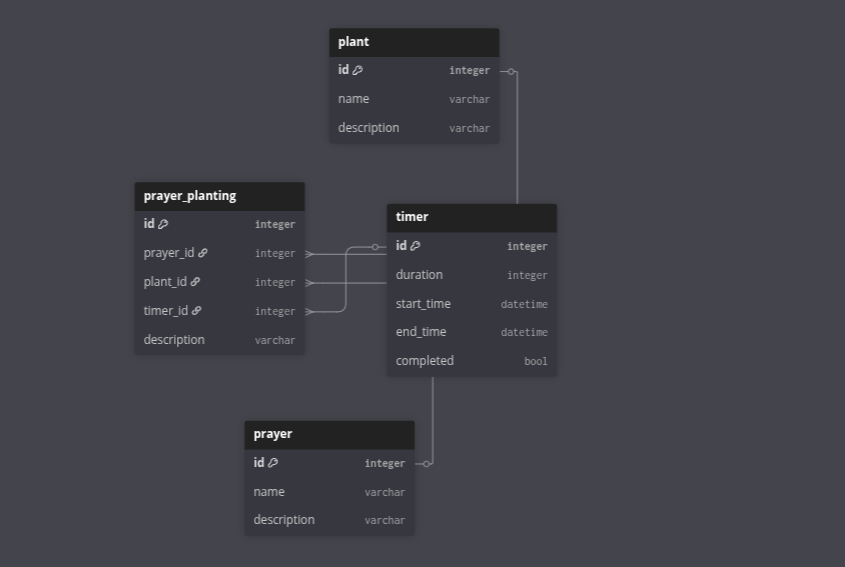 plant
id integer
name varchar
description varchar
prayer_planting
id integer
prayer_id integer
plant_id integer
timer_id integer
description varchar
timer
id integer
duration integer
start_time datetime
end_time datetime
completed bool
prayer
id integer
name varchar
description varchar